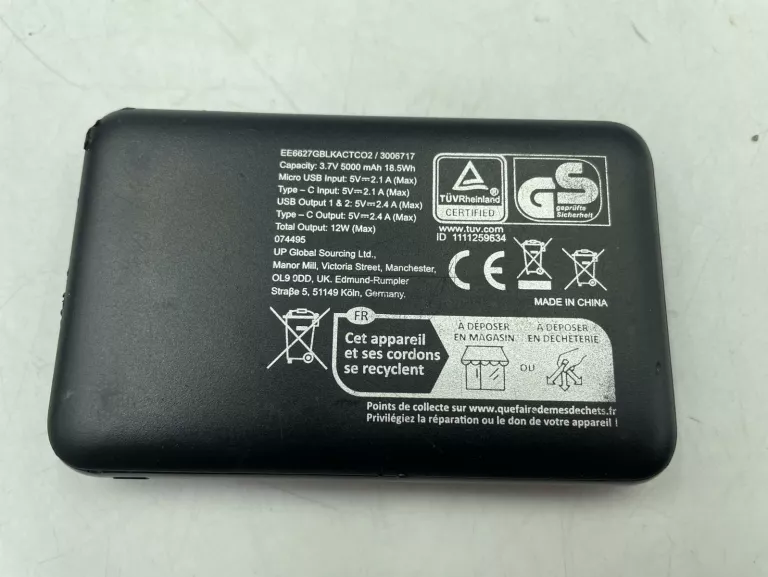 EE6627GBLKACTCO2 / 3006717
Capacity: 3.7V 5000 mAh 18.5Wh
Micro USB Input: 5V⎓2.1 A (Max)
Type – C Input: 5V⎓2.1 A (Max)
USB Output 1 & 2: 5V⎓2.4 A (Max)
Type – C Output: 5V⎓2.4 A (Max)
Total Output: 12W (Max)
074495
UP Global Sourcing Ltd.,
Manor Mill, Victoria Street, Manchester,
OL9 0DD, UK. Edmund-Rumpler
Straße 5, 51149 Köln, Germany.
TÜVRheinland®
CERTIFIED
www.tuv.com
ID 1111259634
GS
geprüfte
Sicherheit
CE
MADE IN CHINA
FR
Cet appareil
et ses cordons
se recyclent
À DÉPOSER
EN MAGASIN
OU
À DÉPOSER
EN DÉCHÈTERIE
Points de collecte sur www.quefairedemesdechets.fr
Privilégiez la réparation ou le don de votre appareil !